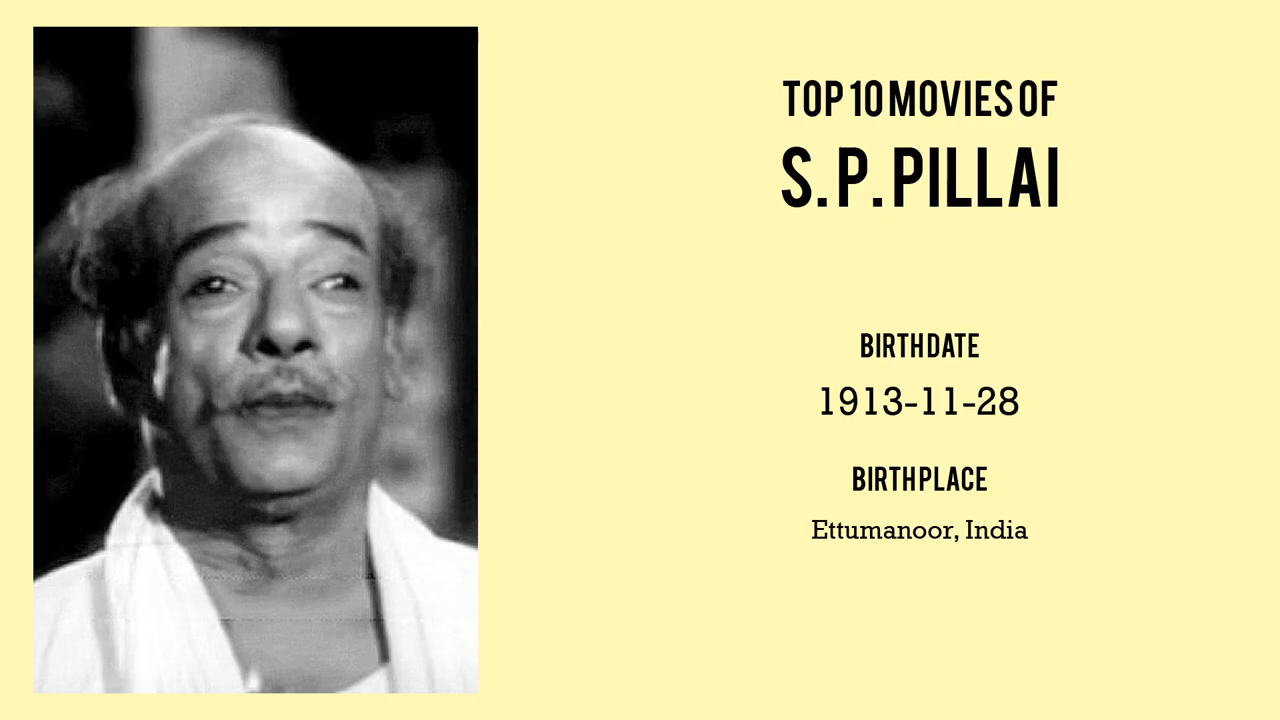 TOP 10 MOVIES OF
S. P. PILLAI
BIRTHDATE
1913-11-28
BIRTHPLACE
Ettumanoor, India